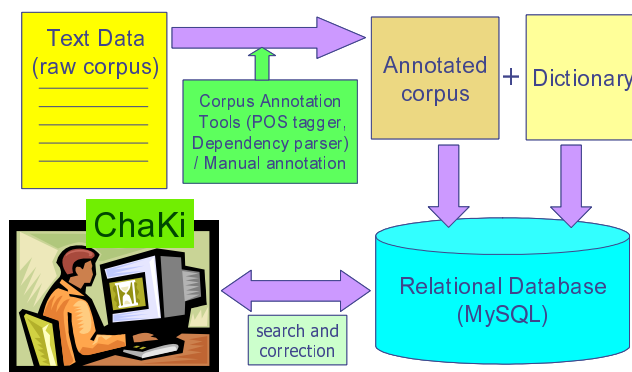 Text Data
(raw corpus)
Corpus Annotation
Tools (POS tagger,
Dependency parser)
/ Manual annotation
Annotated
corpus
+
Dictionary
ChaKi
search and
correction
Relational Database
(MySQL)